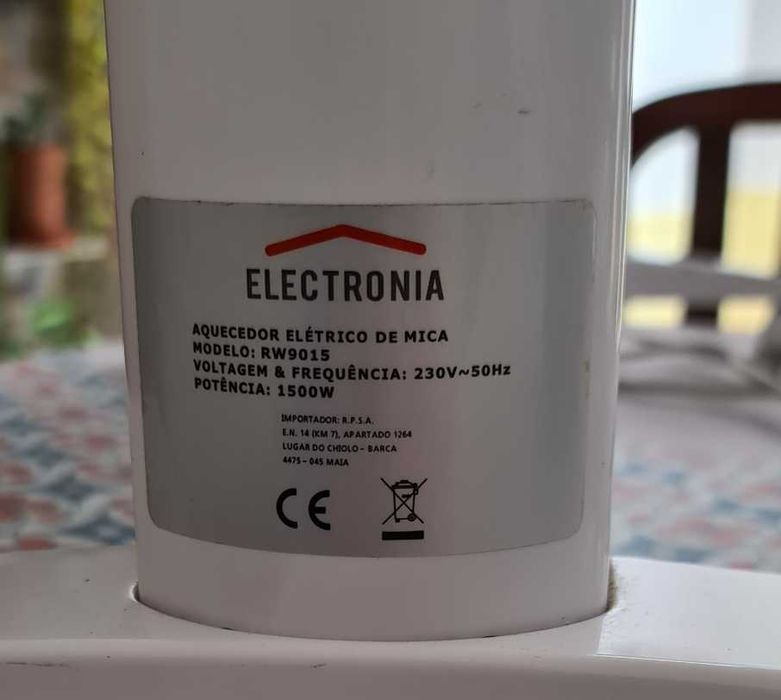 ELECTRONIA
AQUECEDOR ELÉTRICO DE MICA
MODELO: RW9015
VOLTAGEM & FREQUÊNCIA: 230V~50Hz
POTÊNCIA: 1500W
IMPORTADOR: R.P.S.A.
E.N. 14 (KM 7), APARTADO 1264
LUGAR DO CHIOLO - BARCA
4475 - 045 MAIA
CE